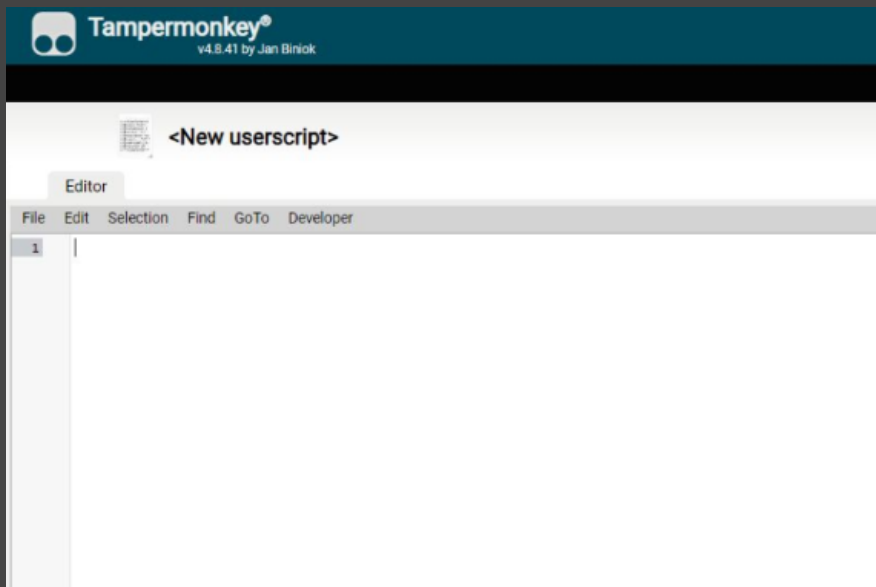 Tampermonkey®
v4.8.41 by Jan Biniok
<New userscript>
Editor
File Edit Selection Find GoTo Developer
1